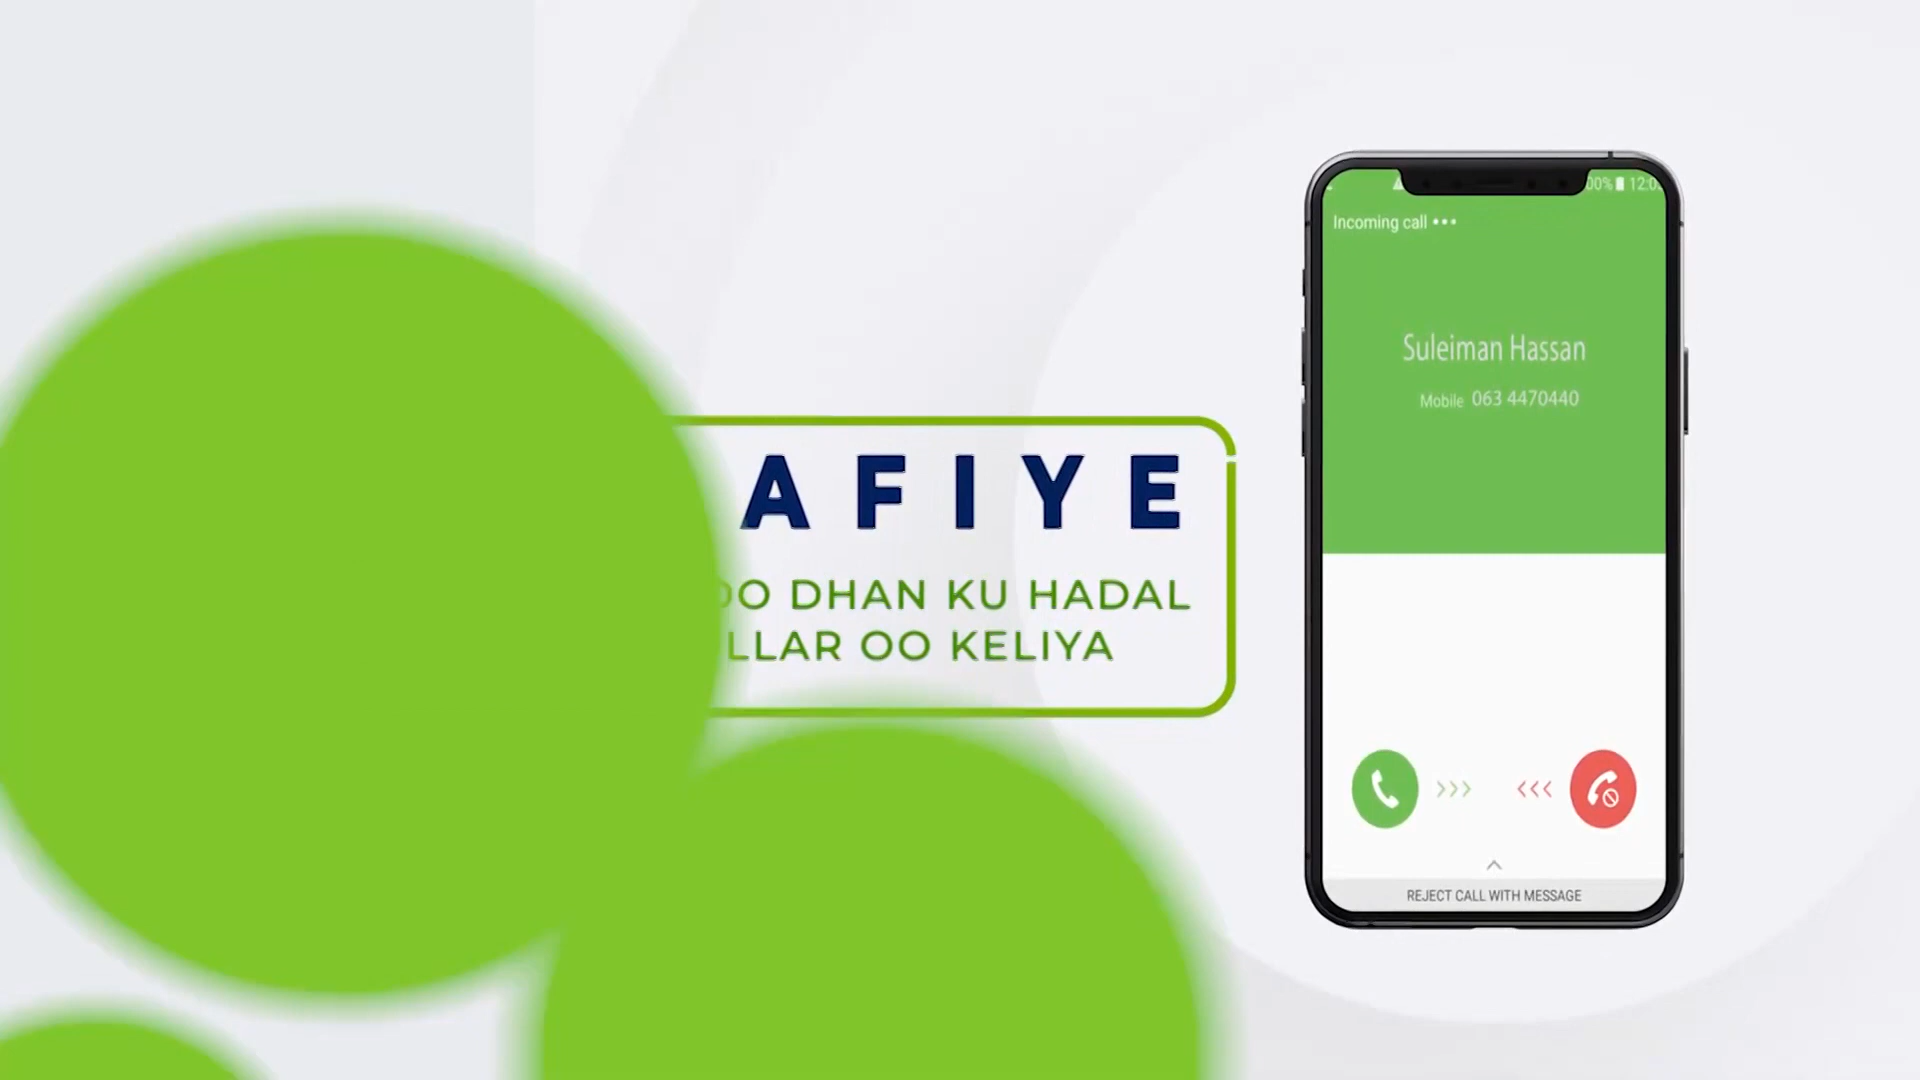 AFIYE
OO DHAN KU HADAL
LLAR OO KELIYA
00% 12:0
Incoming call •••
Suleiman Hassan
Mobile 063 4470440
REJECT CALL WITH MESSAGE